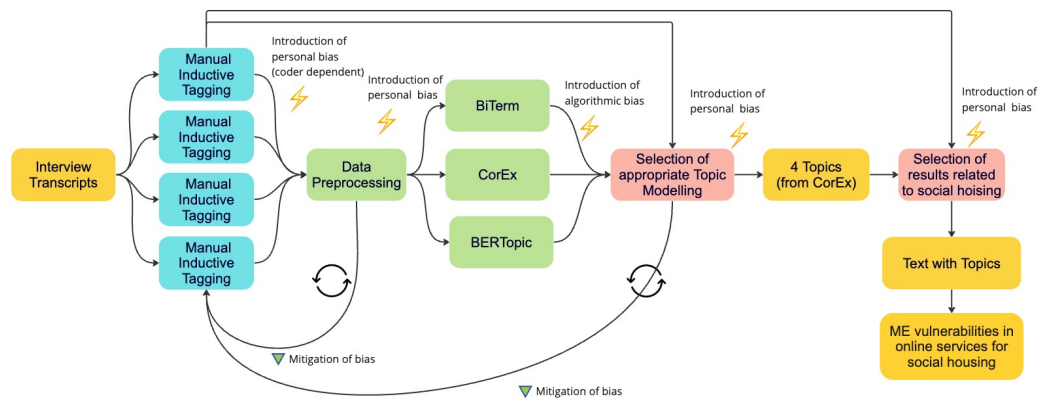 Interview
Transcripts
Manual
Inductive
Tagging
Manual
Inductive
Tagging
Manual
Inductive
Tagging
Manual
Inductive
Tagging
Introduction of
personal bias
(coder dependent)
Data
Preprocessing
Introduction of
personal bias
BiTerm
CorEx
BERTopic
Introduction of
algorithmic bias
Selection of
appropriate Topic
Modelling
Introduction of
personal bias
4 Topics
(from CorEx)
Introduction of
personal bias
Selection of
results related
to social hoising
Text with Topics
ME vulnerabilities in
online services for
social housing
Mitigation of bias
Mitigation of bias